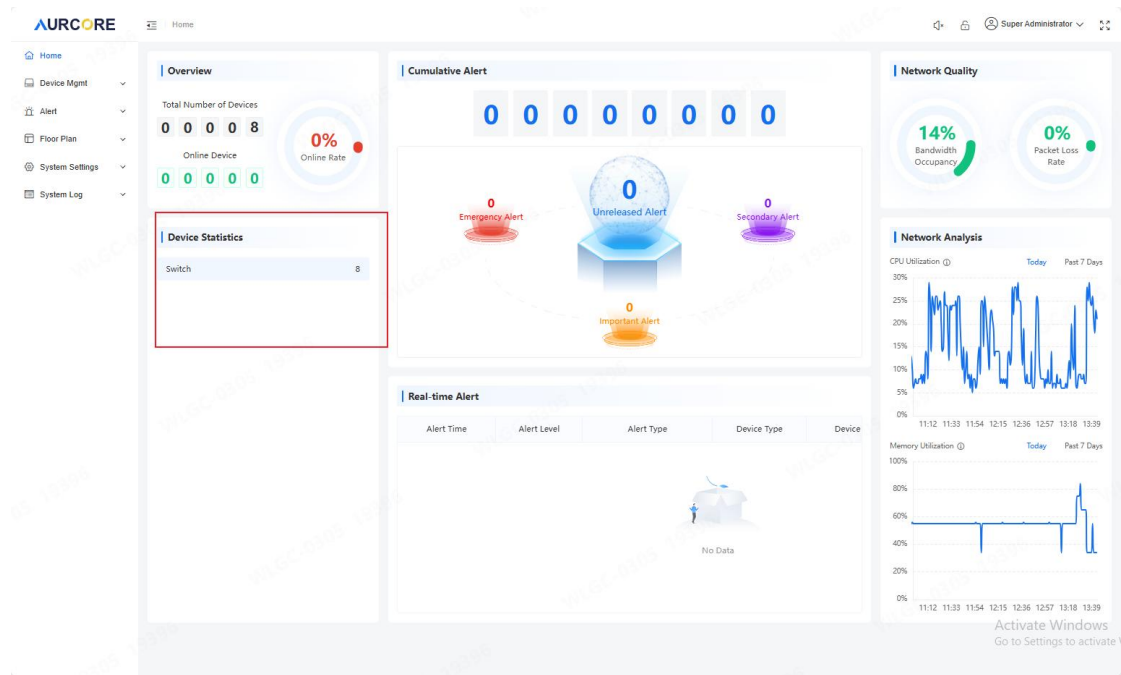 AURCORE
Home
Super Administrator
Home
Device Mgmt
Alert
Floor Plan
System Settings
System Log
Overview
Total Number of Devices
0 0 0 0 8
Online Device
0 0 0 0 0
0%
Online Rate
Device Statistics
Switch 8
Cumulative Alert
0 0 0 0 0 0 0 0
0
Emergency Alert
0
Unreleased Alert
0
Secondary Alert
0
Important Alert
Real-time Alert
Alert Time Alert Level Alert Type Device Type Device
No Data
Network Quality
14%
Bandwidth
Occupancy
0%
Packet Loss
Rate
Network Analysis
CPU Utilization Today Past 7 Days
30%
25%
20%
15%
10%
5%
0%
11:12 11:33 11:54 12:15 12:36 12:57 13:18 13:39
Memory Utilization Today Past 7 Days
100%
80%
60%
40%
20%
0%
11:12 11:33 11:54 12:15 12:36 12:57 13:18 13:39
Activate Windows
Go to Settings to activate